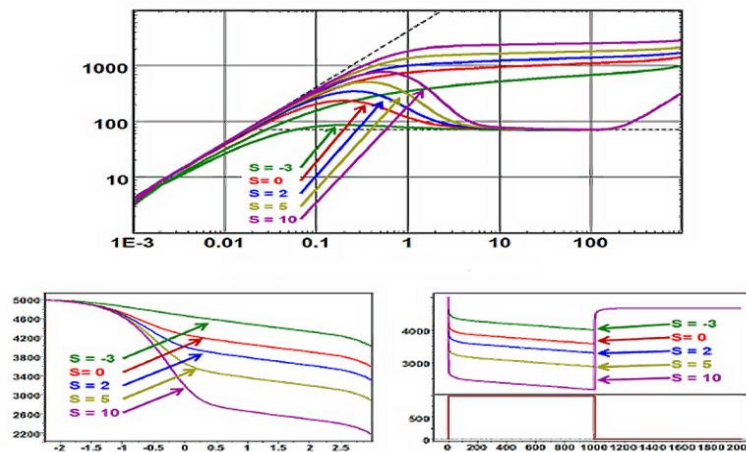 1000
100
10
S = -3
S= 0
S = 2
S = 5
S = 10
1E-3 0.01 0.1 1 10 100
5000
4600
4200
3800
3400
3000
2600
2200
S = -3
S = 0
S = 2
S = 5
S = 10
-2 -1.5 -1 -0.5 0 0.5 1 1.5 2 2.5
4000
3000
S = -3
S = 0
S = 2
S = 5
S = 10
500
0
0 200 400 600 800 1000 1200 1400 1600 1800 200